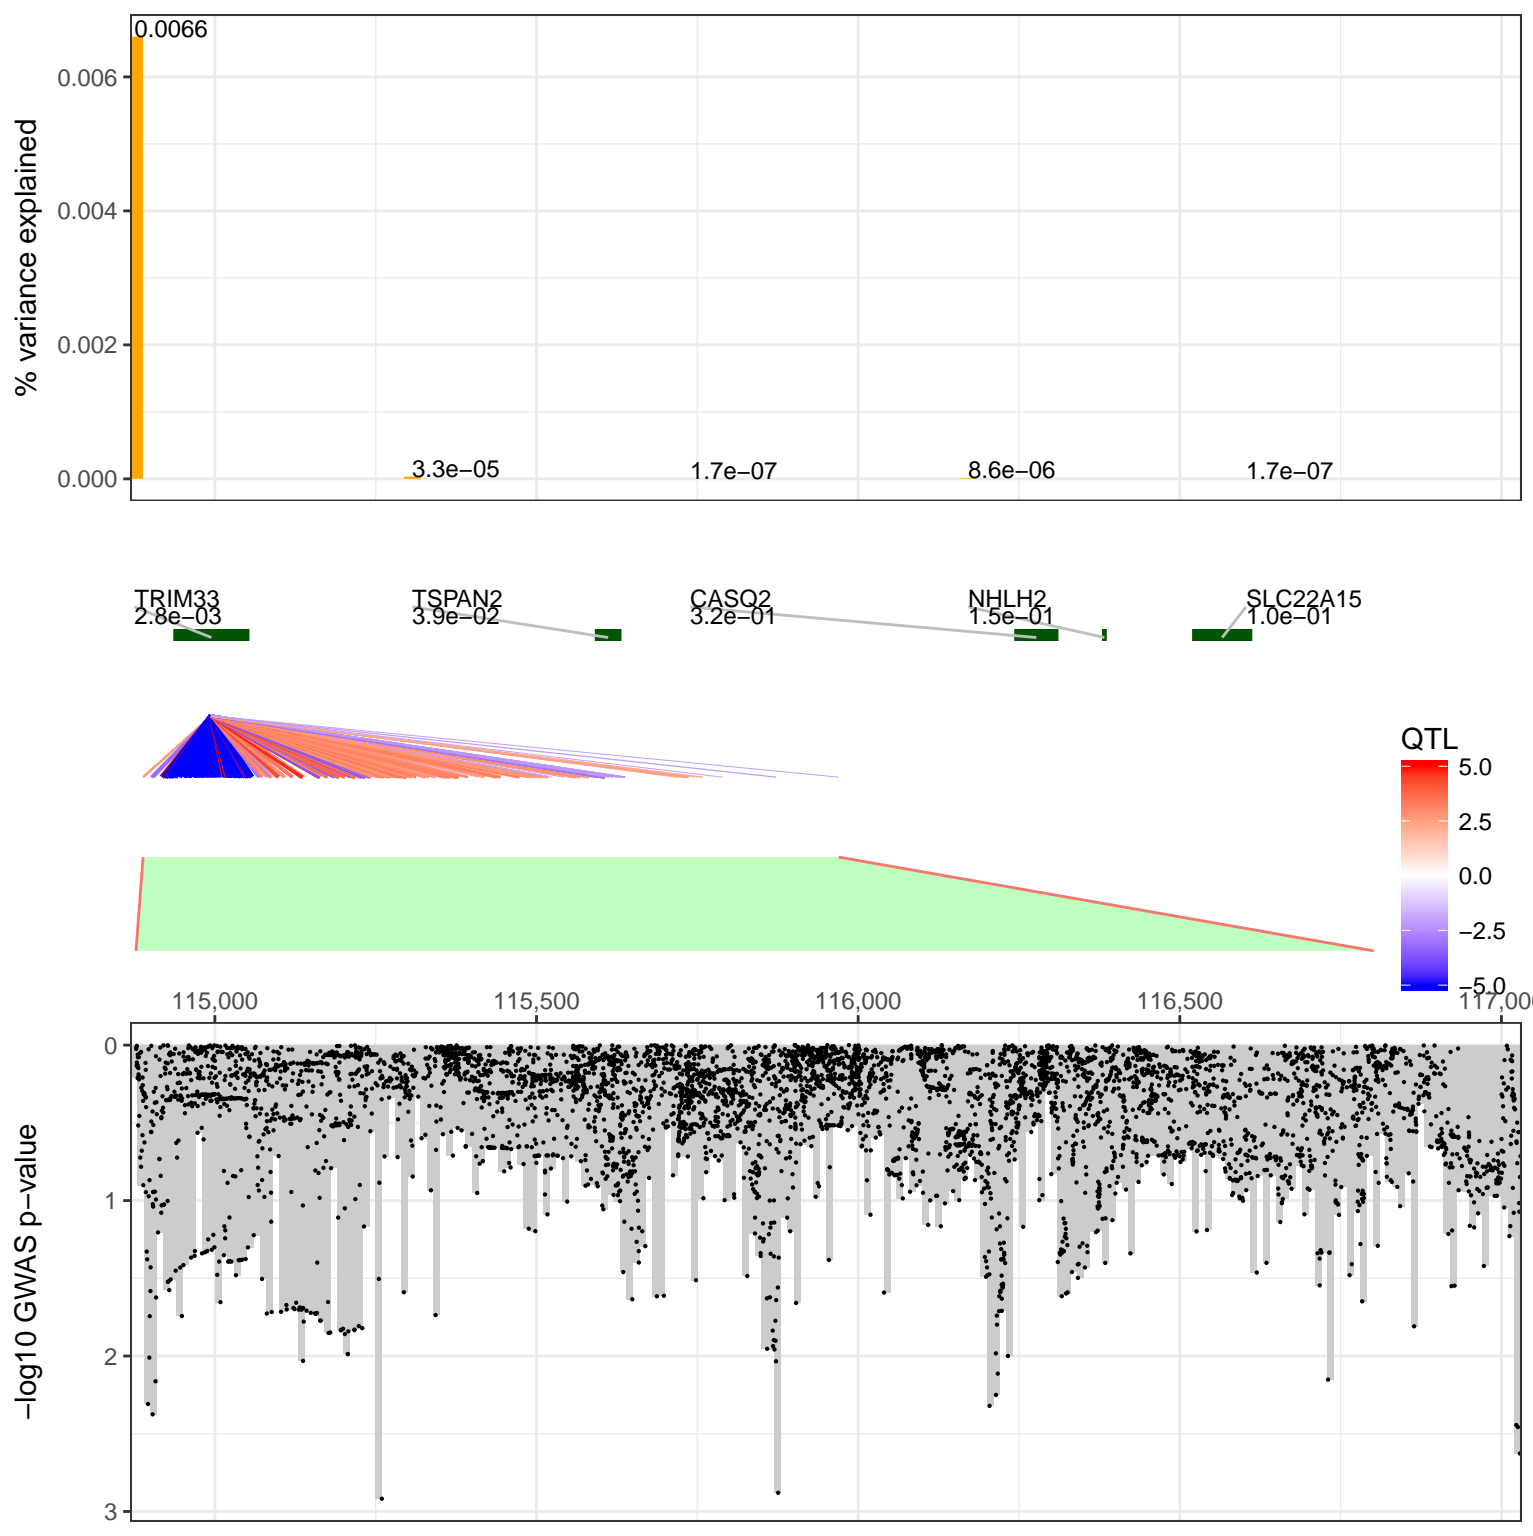 0.0066
0.006
0.004
0.002
0.000
% variance explained
3.3e−05
1.7e−07
8.6e−06
1.7e−07
TRIM33
2.8e−03
TSPAN2
3.9e−02
CASQ2
3.2e−01
NHLH2
1.5e−01
SLC22A15
1.0e−01
QTL
5.0
2.5
0.0
−2.5
−5.0
115,000
115,500
116,000
116,500
117,00
0
1
2
3
−log10 GWAS p−value